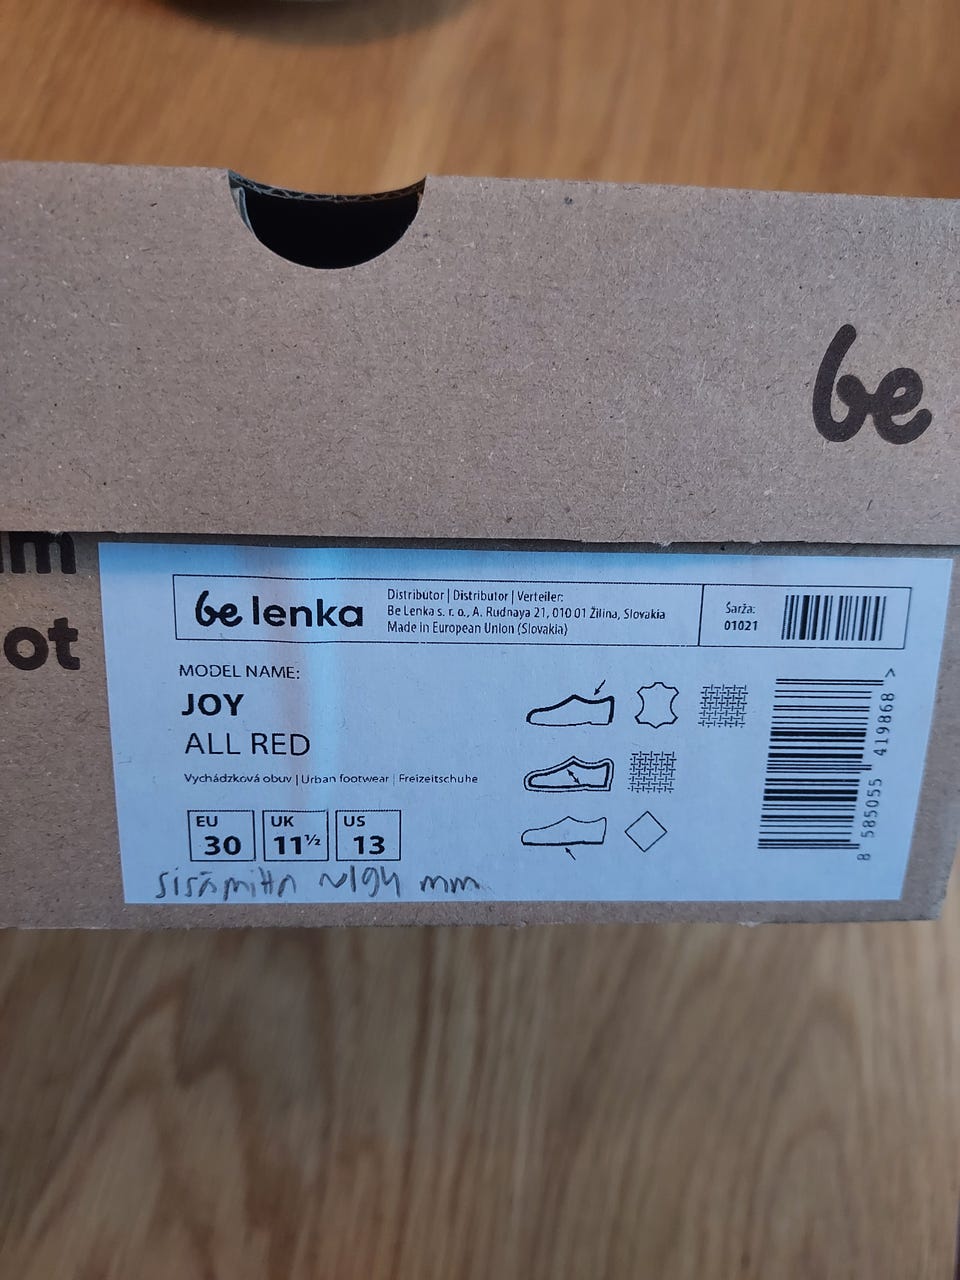 be
im
ot
be lenka
Distributor | Distributor | Verteiler:
Be Lenka s. r. o., A. Rudnaya 21, 010 01 Žilina, Slovakia
Made in European Union (Slovakia)
Šarža:
01021
MODEL NAME:
JOY
ALL RED
Vychádzková obuv | Urban footwear | Freizeitschuhe
EU
30
UK
11½
US
13
8 585055 419868 >
Sisämitta ~194 mm